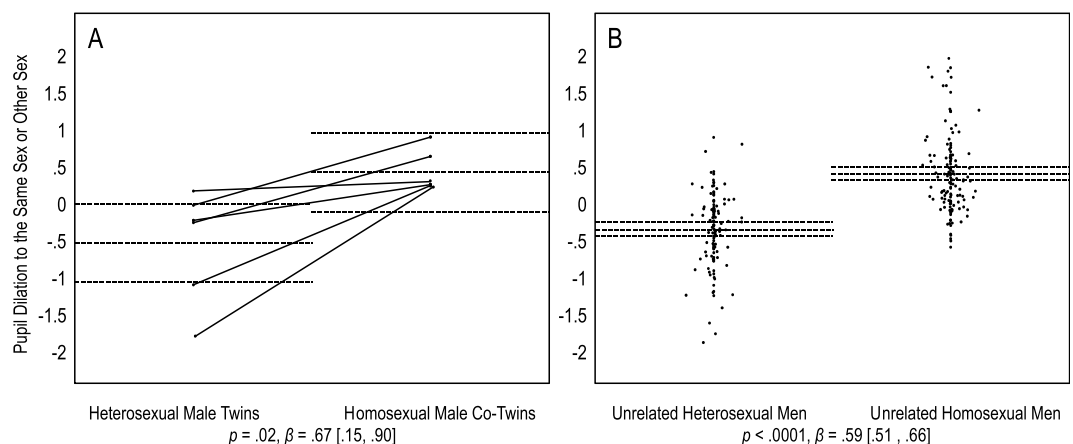 A
B
Pupil Dilation to the Same Sex or Other Sex
2
1.5
1
.5
0
-.5
-1
-1.5
-2
2
1.5
1
.5
0
-.5
-1
-1.5
-2
Heterosexual Male Twins
Homosexual Male Co-Twins
p = .02, β = .67 [.15, .90]
Unrelated Heterosexual Men
Unrelated Homosexual Men
p < .0001, β = .59 [.51 , .66]